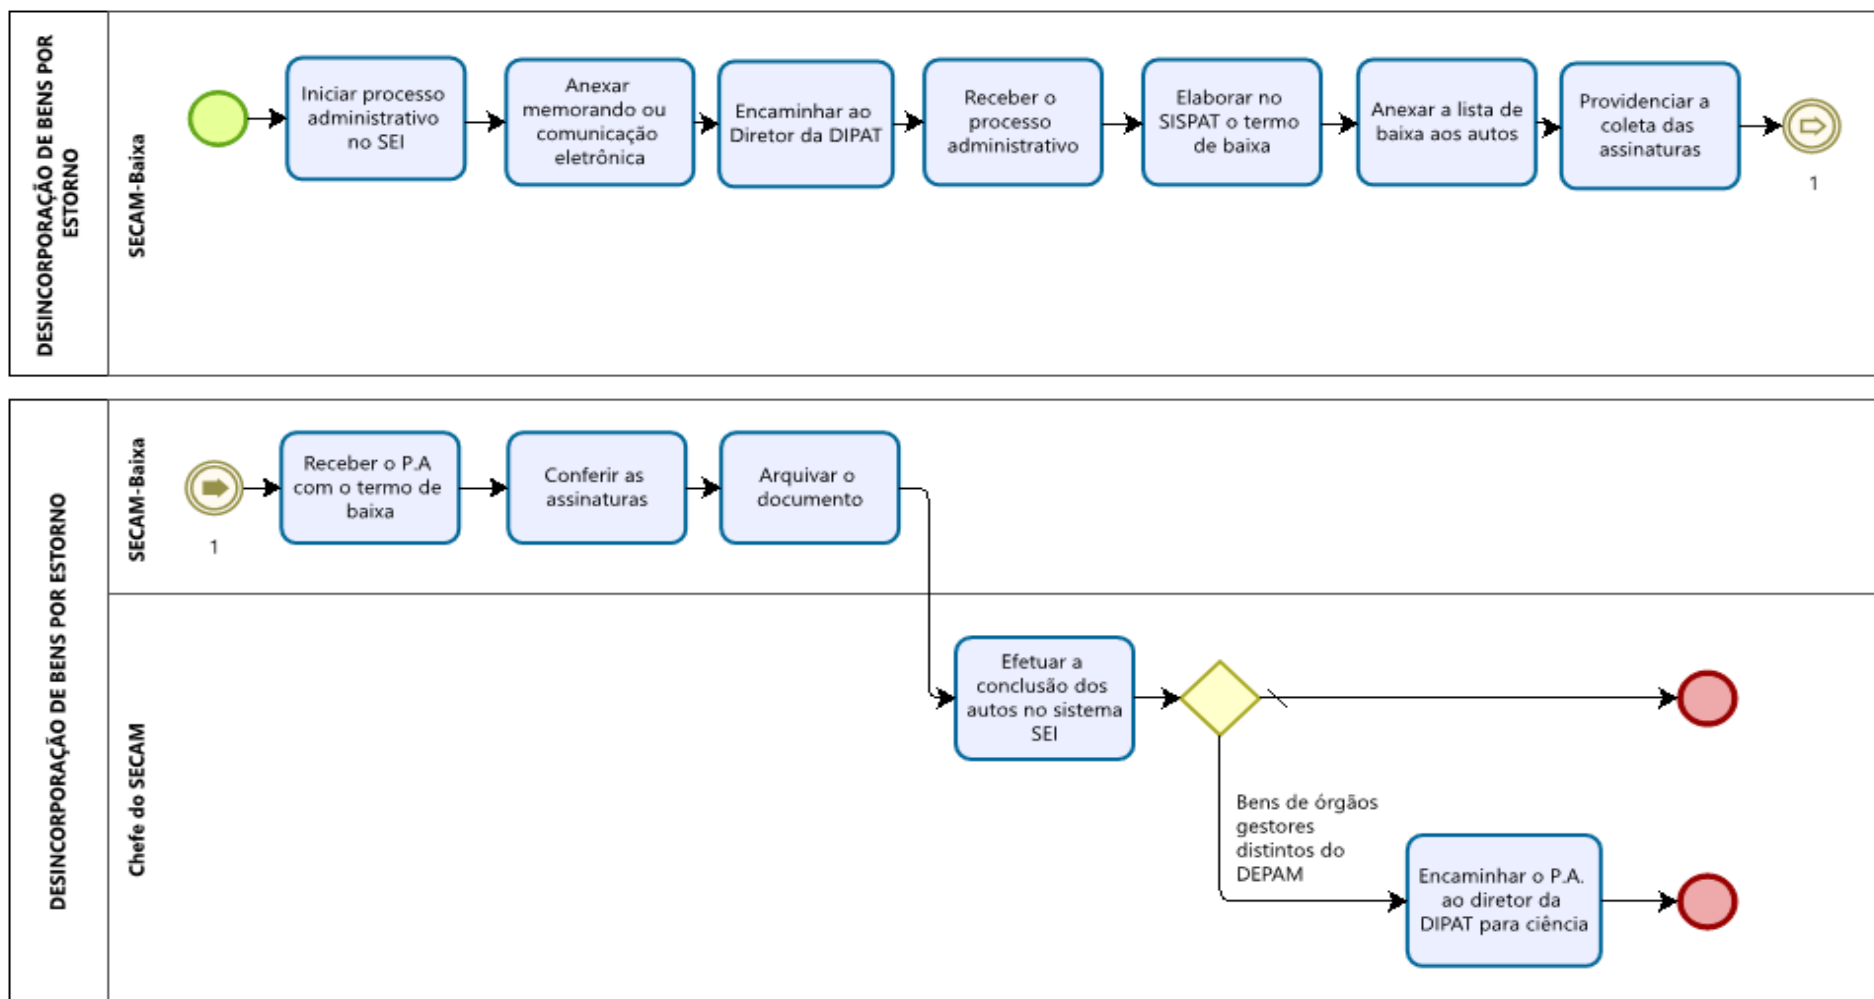 DESINCORPORAÇÃO DE BENS POR
ESTORNO
SECAM-Baixa
Iniciar processo
administrativo
no SEI
Anexar
memorando ou
comunicação
eletrônica
Encaminhar ao
Diretor da DIPAT
Receber o
processo
administrativo
Elaborar no
SISPAT o termo
de baixa
Anexar a lista de
baixa aos autos
Providenciar a
coleta das
assinaturas
1
DESINCORPORAÇÃO DE BENS POR ESTORNO
SECAM-Baixa
1
Receber o P.A
com o termo de
baixa
Conferir as
assinaturas
Arquivar o
documento
Chefe do SECAM
Efetuar a
conclusão dos
autos no sistema
SEI
Bens de órgãos
gestores
distintos do
DEPAM
Encaminhar o P.A.
ao diretor da
DIPAT para ciência